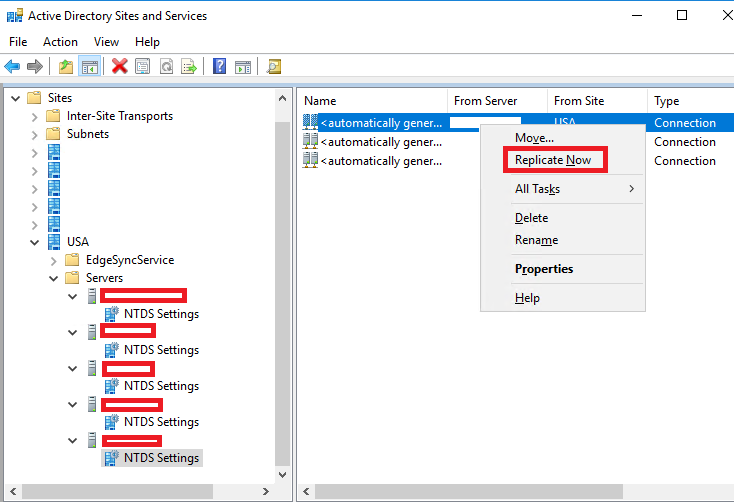 Active Directory Sites and Services
File Action View Help
Sites
Inter-Site Transports
Subnets
USA
EdgeSyncService
Servers
NTDS Settings
NTDS Settings
NTDS Settings
NTDS Settings
NTDS Settings
Name From Server From Site Type
<automatically gener... USA Connection
<automatically gener... Connection
<automatically gener... Connection
Move...
Replicate Now
All Tasks
Delete
Rename
Properties
Help